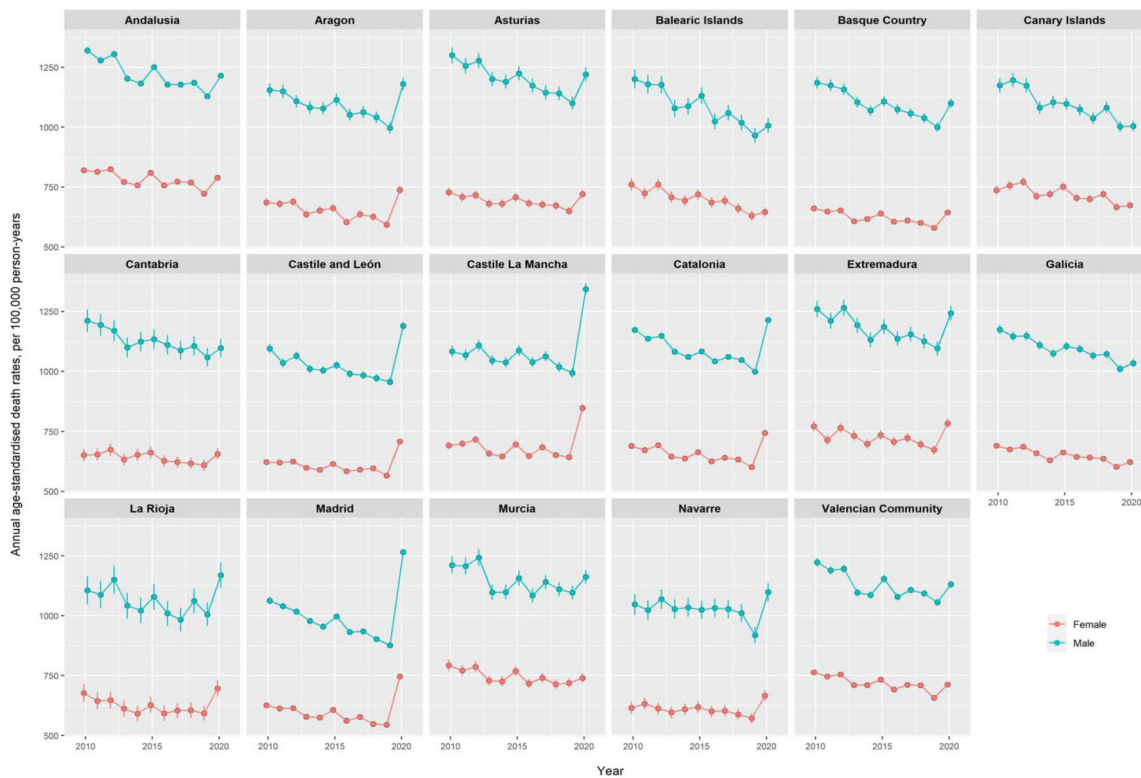 Andalusia
Aragon
Asturias
Balearic Islands
Basque Country
Canary Islands
1250
1000
750
500
Cantabria
Castile and León
Castile La Mancha
Catalonia
Extremadura
Galicia
1250
1000
750
500
2010
2015
2020
La Rioja
Madrid
Murcia
Navarre
Valencian Community
1250
1000
750
500
2010
2015
2020
2010
2015
2020
2010
2015
2020
2010
2015
2020
2010
2015
2020
Annual age-standardised death rates, per 100,000 person-years
Year
Female
Male